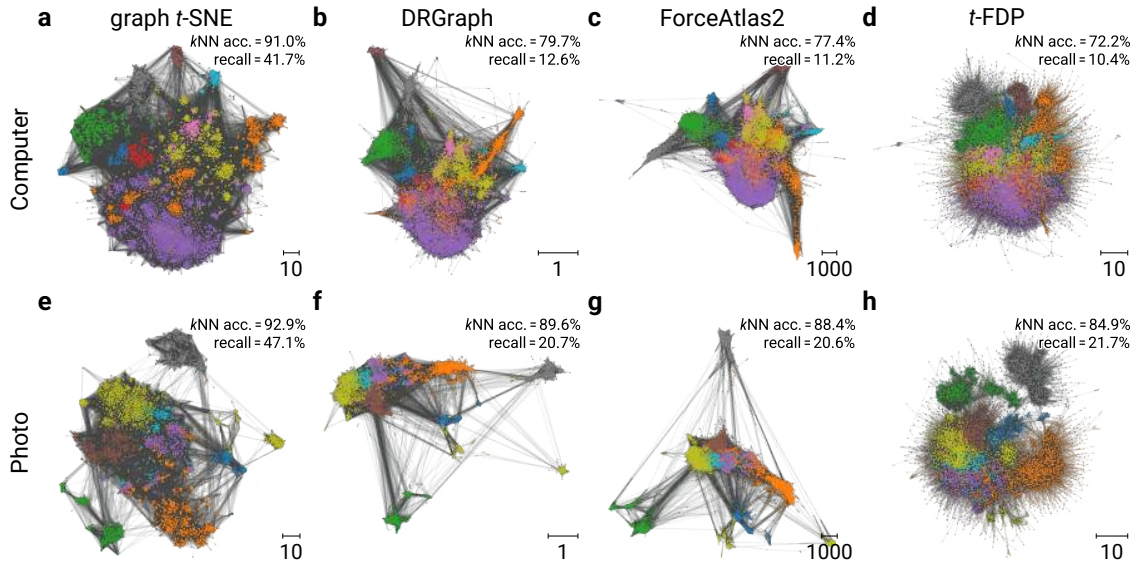 a graph t-SNE
kNN acc. = 91.0%
recall = 41.7%
b DRGraph
kNN acc. = 79.7%
recall = 12.6%
c ForceAtlas2
kNN acc. = 77.4%
recall = 11.2%
d t-FDP
kNN acc. = 72.2%
recall = 10.4%
Computer
10
1
1000
10
e
kNN acc. = 92.9%
recall = 47.1%
f
kNN acc. = 89.6%
recall = 20.7%
g
kNN acc. = 88.4%
recall = 20.6%
h
kNN acc. = 84.9%
recall = 21.7%
Photo
10
1
1000
10